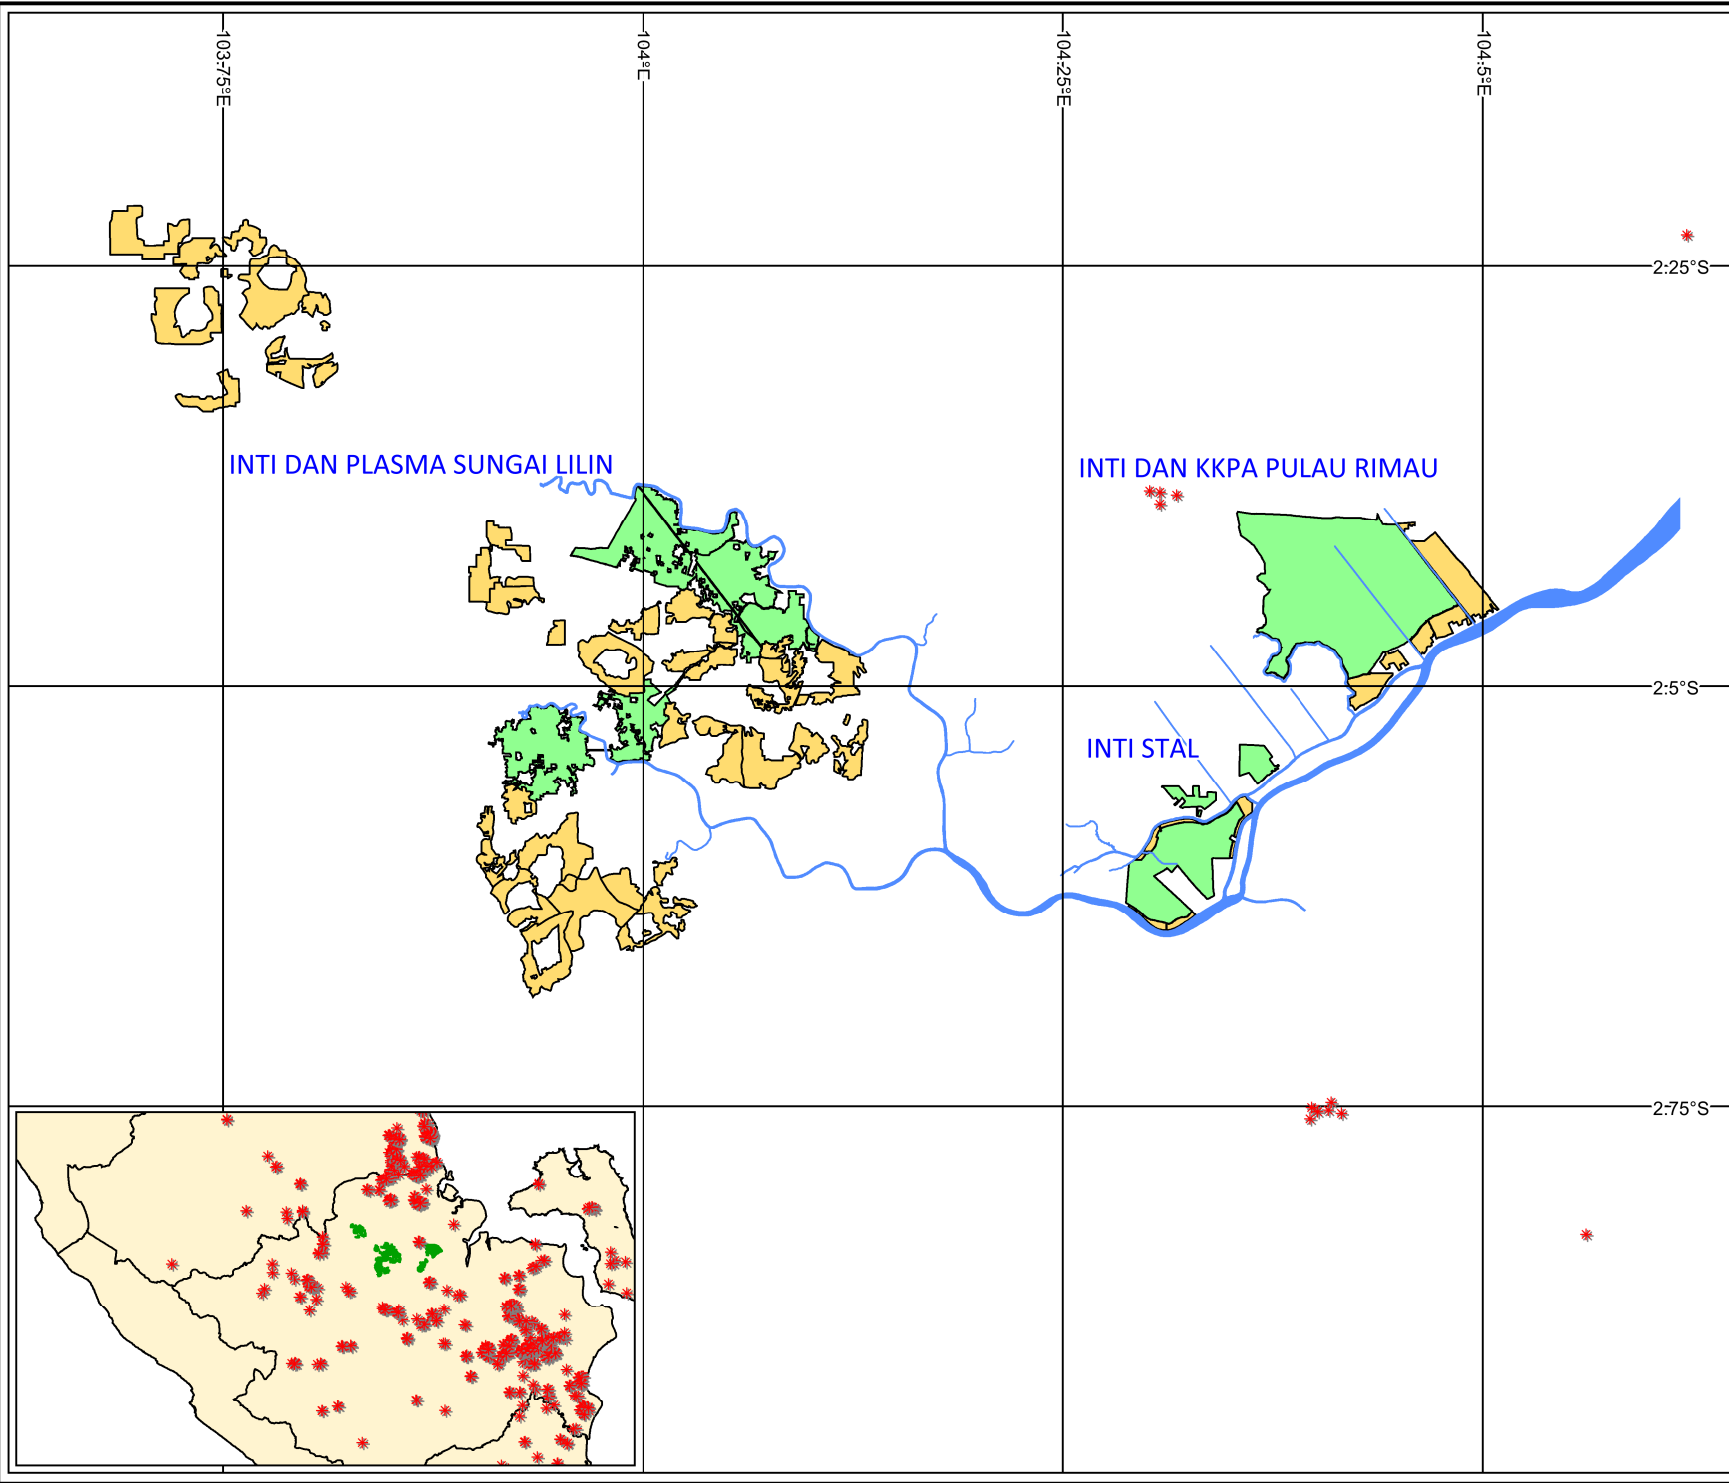 103.75°E
104°E
104.25°E
104.5°E
2.25°S
INTI DAN PLASMA SUNGAI LILIN
INTI DAN KKPA PULAU RIMAU
2.5°S
INTI STAL
2.75°S